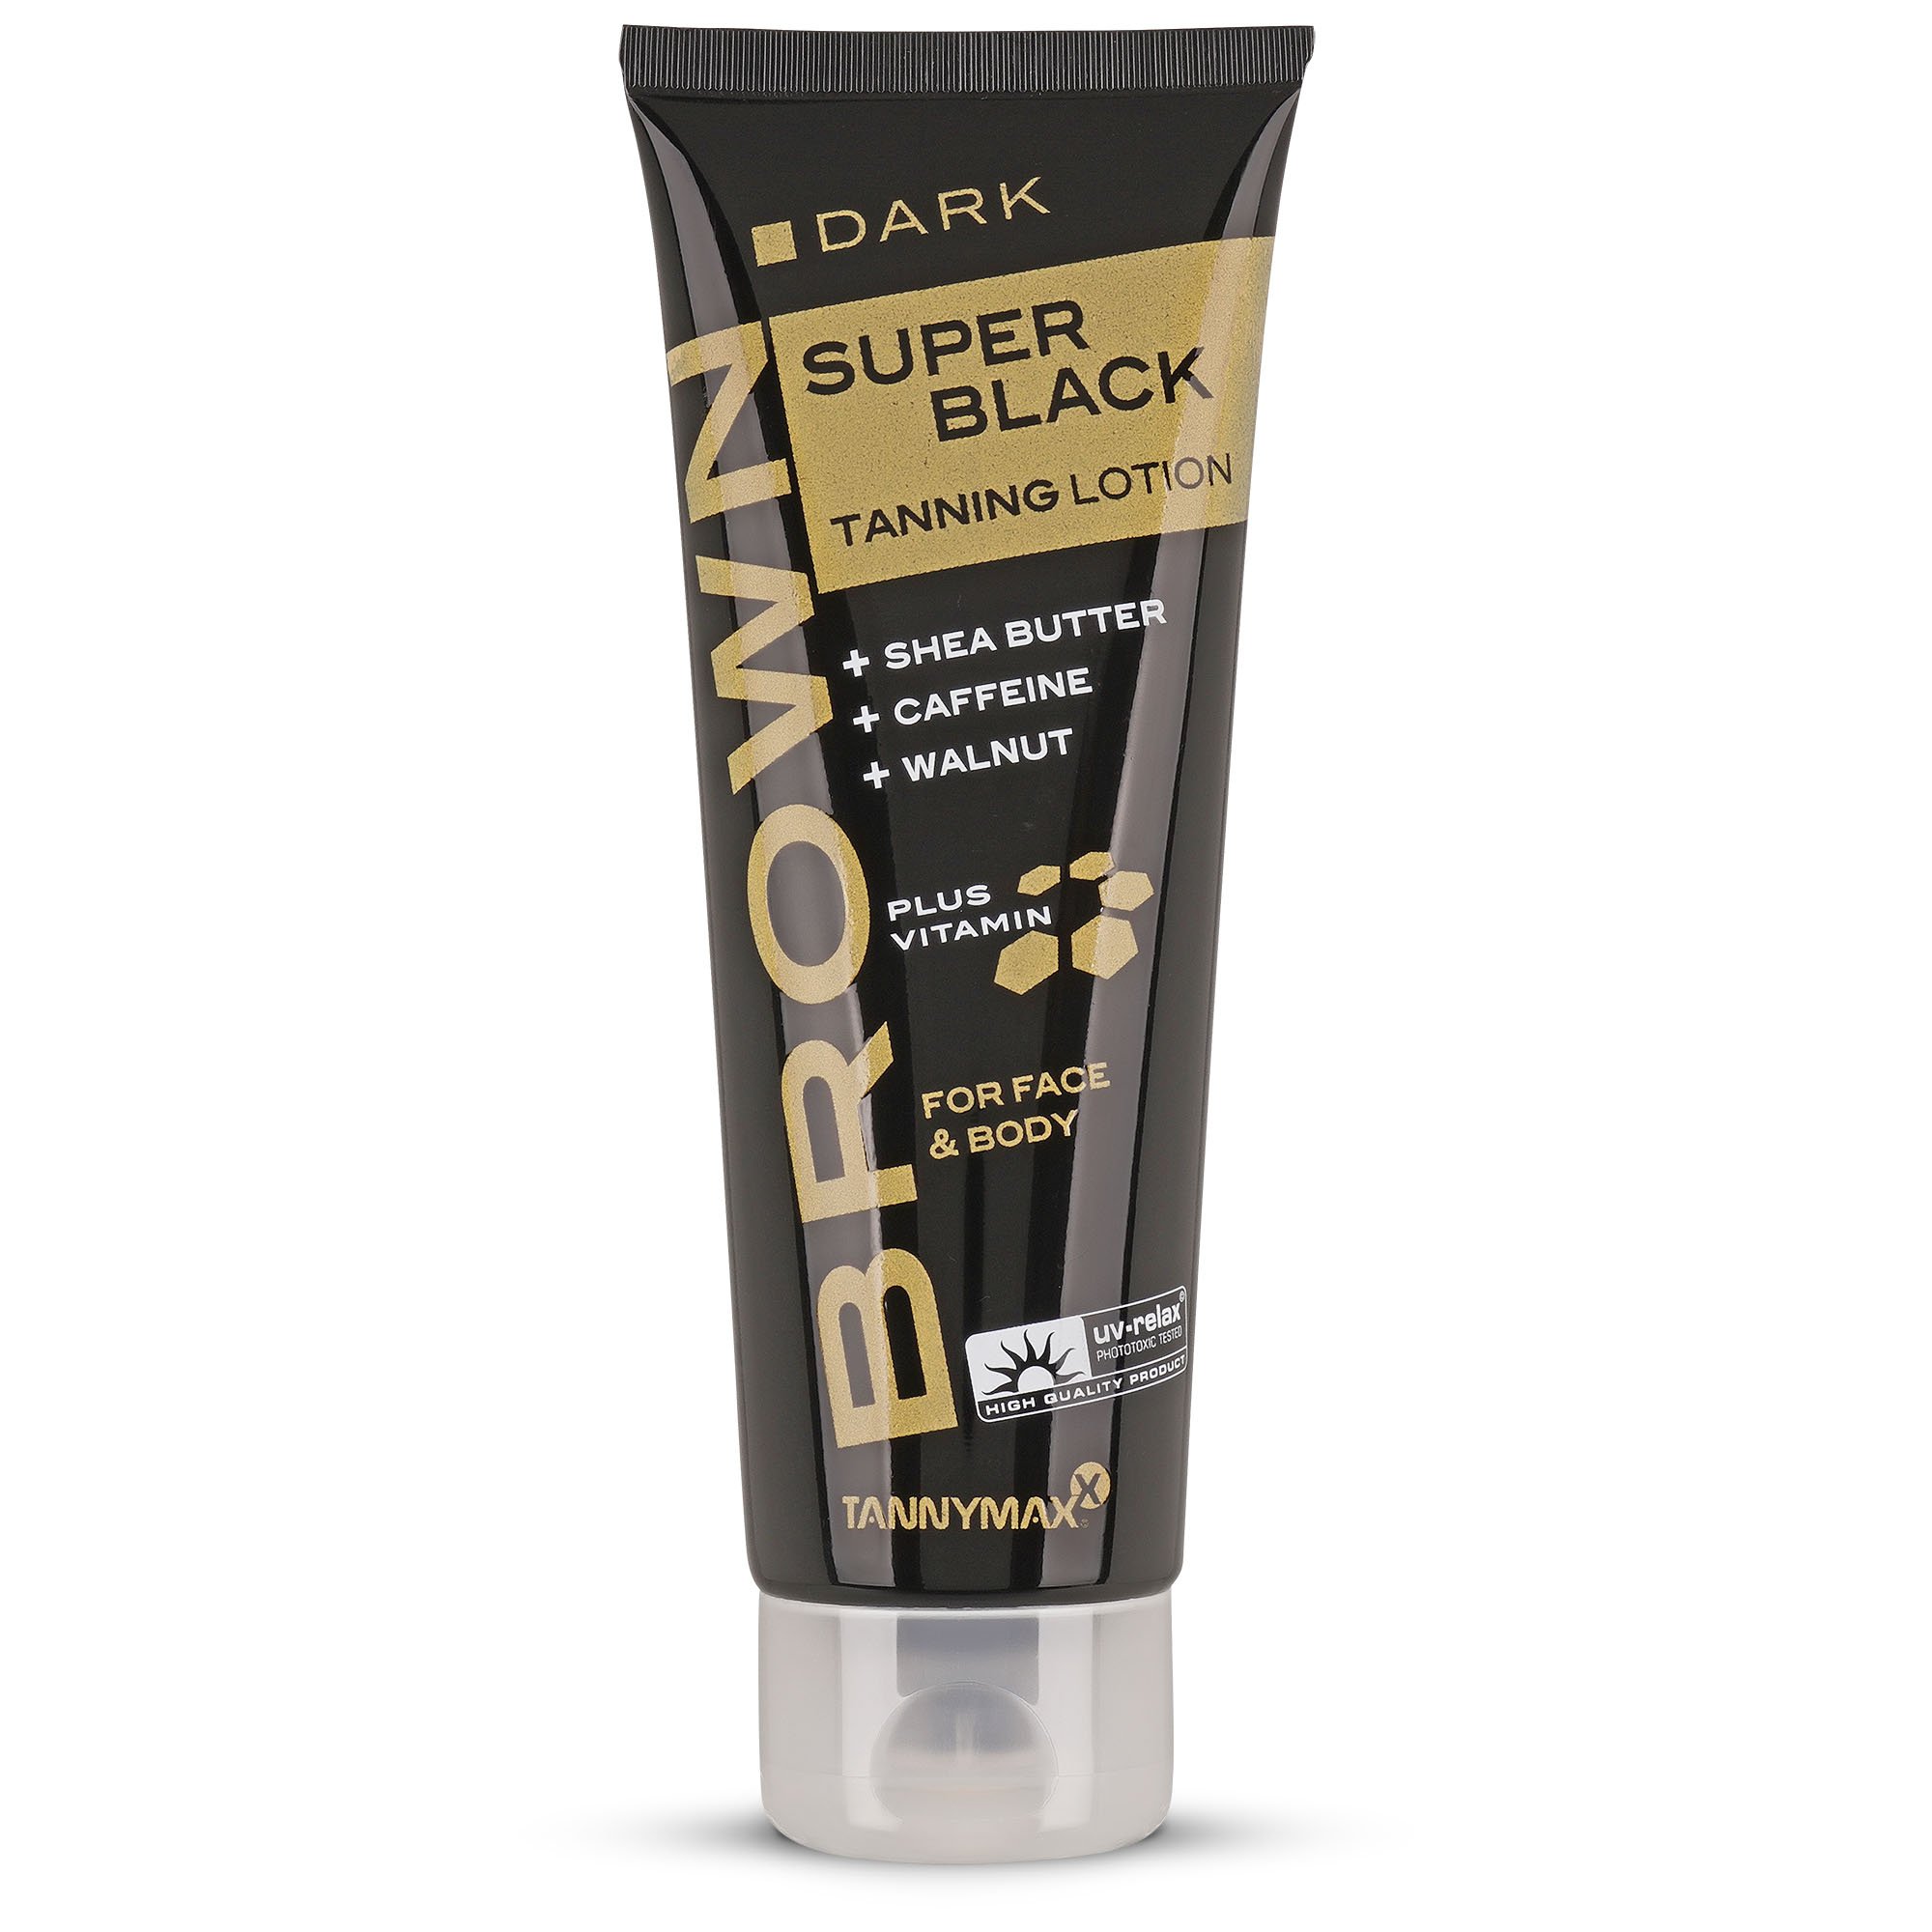 DARK
SUPER
BLACK
TANNING LOTION
BROWN
+ SHEA BUTTER
+ CAFFEINE
+ WALNUT
PLUS
VITAMIN
FOR FACE
& BODY
uv-relax®
PHOTOTOXIC TESTED
HIGH QUALITY PRODUCT
TANNYMAXX